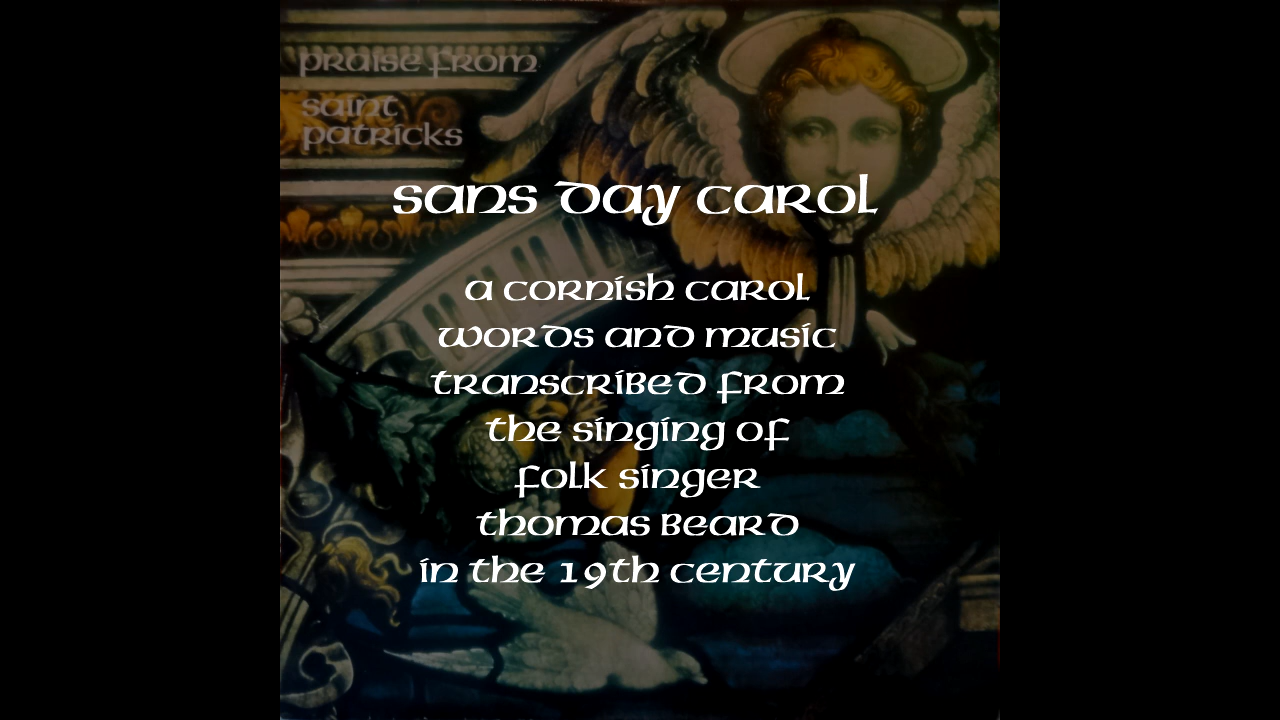 praise from
saint
patricks
sans day carol
a cornish carol
words and music
transcribed from
the singing of
folk singer
thomas beard
in the 19th century